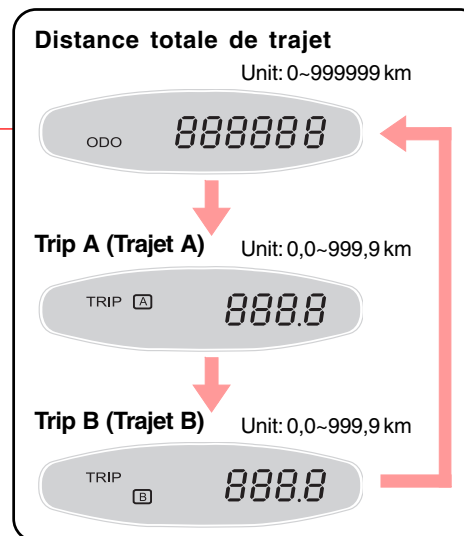 Distance totale de trajet
Unit: 0~999999 km
ODO 888888
Trip A (Trajet A) Unit: 0,0~999,9 km
TRIP A 888.8
Trip B (Trajet B) Unit: 0,0~999,9 km
TRIP
B 888.8